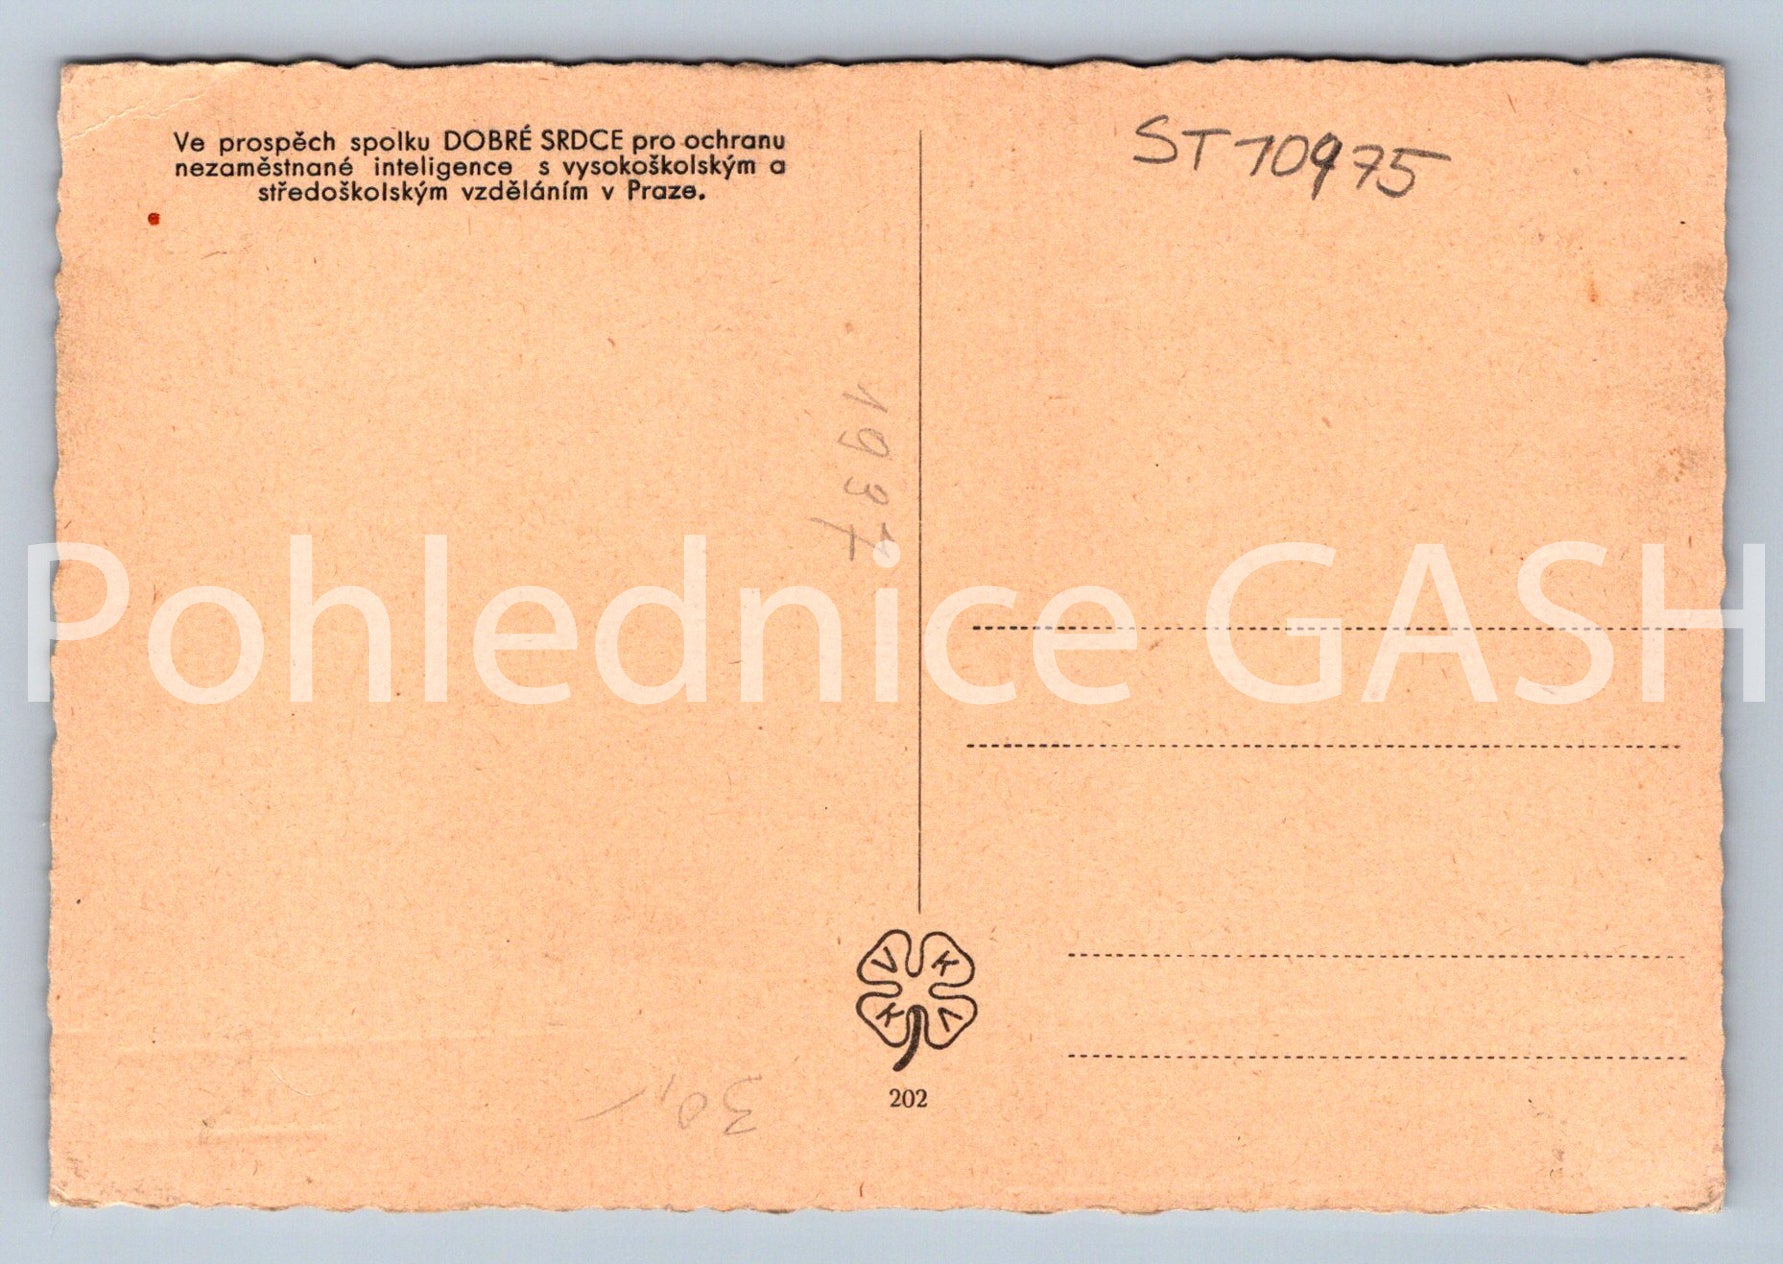 Ve prospěch spolku DOBRÉ SRDCE pro ochranu
nezaměstnané inteligence s vysokoškolským a
středoškolským vzděláním v Praze.
ST 10975
1937
Pohlednice GASH
V K
K V
202
30,-